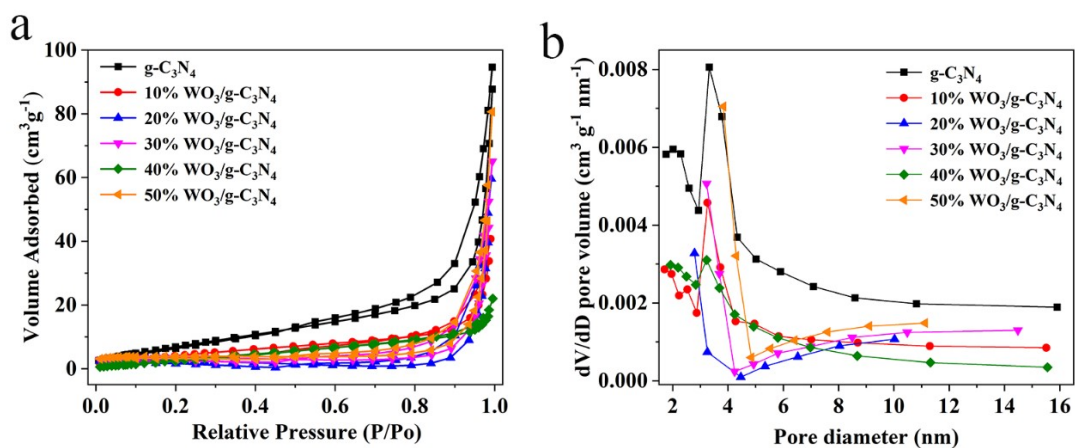 a
Volume Adsorbed (cm³g⁻¹)
100
80
60
40
20
0
0.0 0.2 0.4 0.6 0.8 1.0
Relative Pressure (P/Po)
g-C₃N₄
10% WO₃/g-C₃N₄
20% WO₃/g-C₃N₄
30% WO₃/g-C₃N₄
40% WO₃/g-C₃N₄
50% WO₃/g-C₃N₄
b
dV/dD pore volume (cm³ g⁻¹ nm⁻¹)
0.008
0.006
0.004
0.002
0.000
2 4 6 8 10 12 14 16
Pore diameter (nm)
g-C₃N₄
10% WO₃/g-C₃N₄
20% WO₃/g-C₃N₄
30% WO₃/g-C₃N₄
40% WO₃/g-C₃N₄
50% WO₃/g-C₃N₄